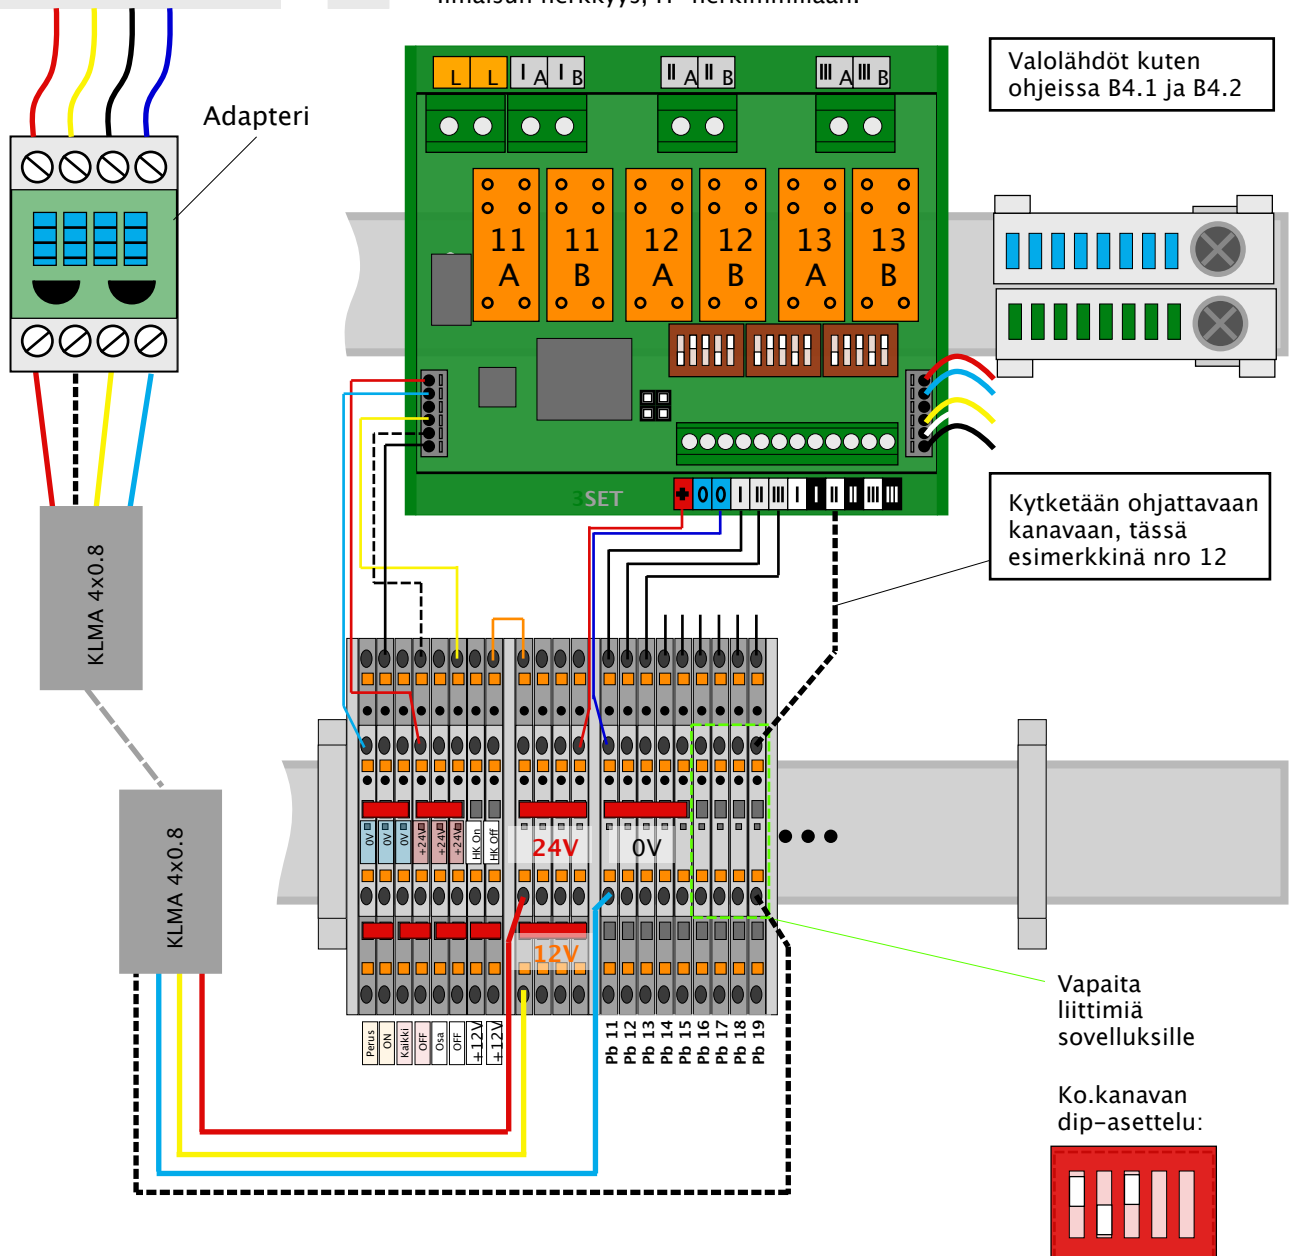 Adapteri
L L I A I B II A II B III A III B
Valolähdöt kuten
ohjeissa B4.1 ja B4.2
11 11 12 12 13 13
A B A B A B
3SET
+ 0 0 I II III I I II II III III
Kytketään ohjattavaan
kanavaan, tässä
esimerkkinä nro 12
KLMA 4x0.8
KLMA 4x0.8
0V 0V 0V +24V +24V +24V HK On HK Off
24V
0V
12V
Perus ON Kaikki OFF Osa OFF +12V +12V
Pb 11 Pb 12 Pb 13 Pb 14 Pb 15 Pb 16 Pb 17 Pb 18 Pb 19
Vapaita
liittimiä
sovelluksille
Ko.kanavan
dip-asettelu: